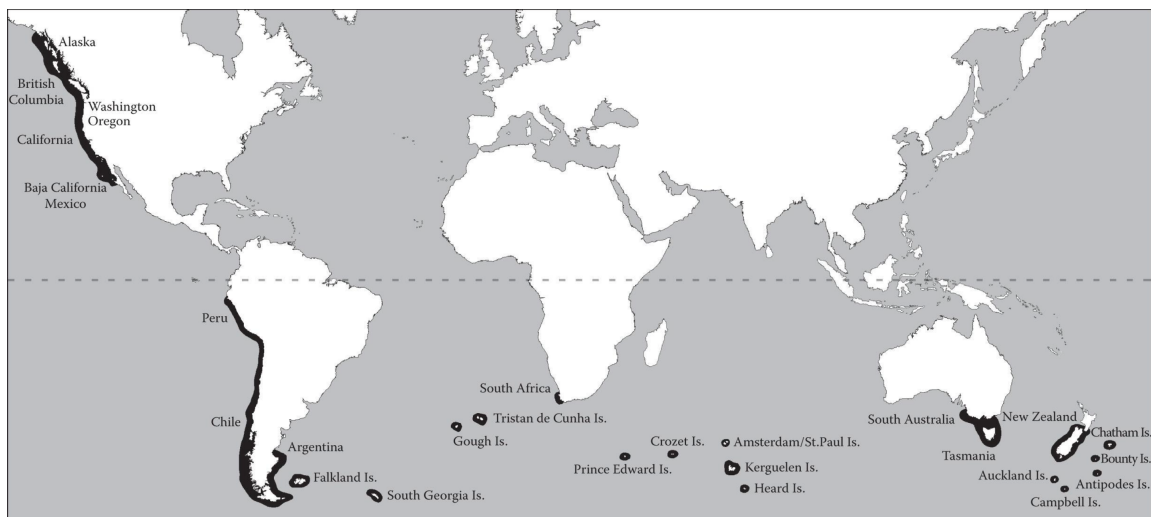 Alaska
British
Columbia
Washington
Oregon
California
Baja California
Mexico
Peru
Chile
Argentina
Falkland Is.
South Georgia Is.
South Africa
Tristan de Cunha Is.
Gough Is.
Prince Edward Is.
Crozet Is.
Amsterdam/St.Paul Is.
Kerguelen Is.
Heard Is.
South Australia
Tasmania
New Zealand
Chatham Is.
Bounty Is.
Antipodes Is.
Auckland Is.
Campbell Is.